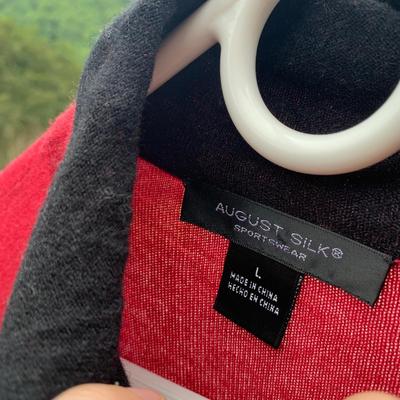 AUGUST SILK®
SPORTSWEAR
L
MADE IN CHINA
HECHO EN CHINA